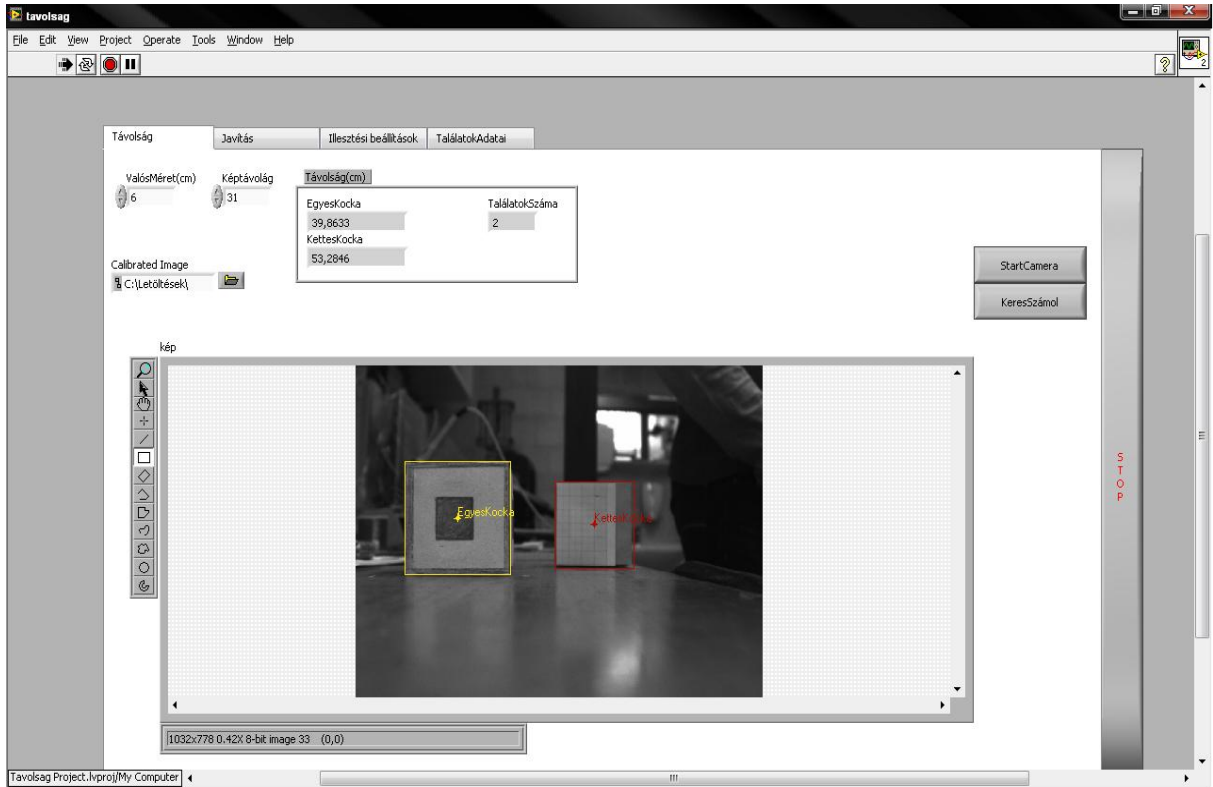 tavolsag
File Edit View Project Operate Tools Window Help
2
Távolság Javítás Illesztési beállítások TalálatokAdatai
ValósMéret(cm) Képtávolág Távolság(cm)
6 31
EgyesKocka TalálatokSzáma
39,8633 2
KettesKocka
53,2846
Calibrated Image
C:\Letöltések\
StartCamera
KeresSzámol
kép
EgyesKocka
KettesKocka
STOP
1032x778 0.42X 8-bit image 33 (0,0)
Tavolsag Project.lvproj/My Computer